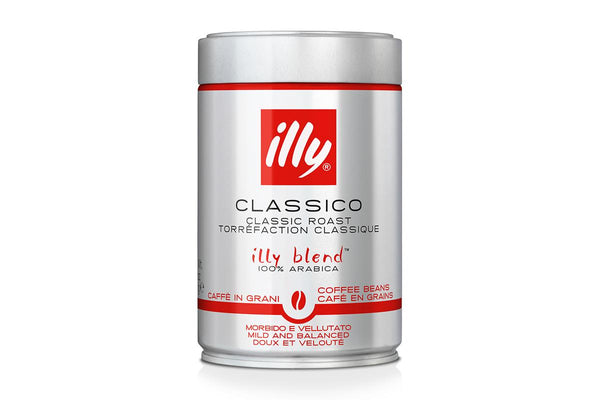 illy®
CLASSICO
CLASSIC ROAST
TORRÉFACTION CLASSIQUE
illy blend™
100% ARABICA
CAFFÈ IN GRANI
COFFEE BEANS
CAFÉ EN GRAINS
MORBIDO E VELLUTATO
MILD AND BALANCED
DOUX ET VELOUTÉ